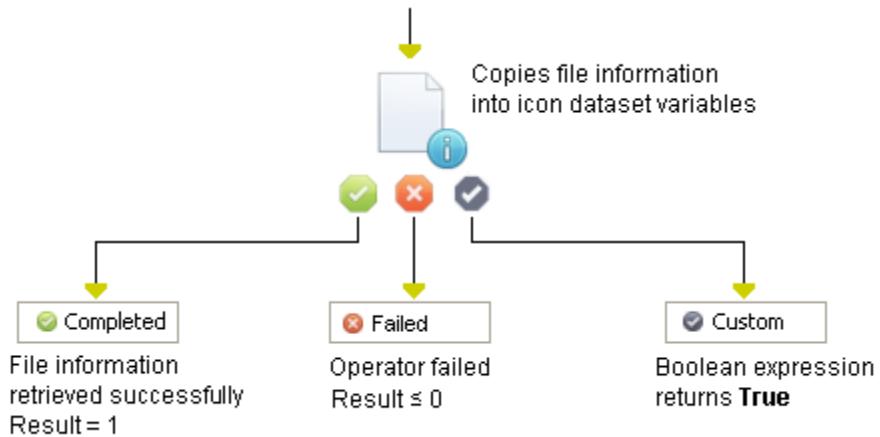 Copies file information
into icon dataset variables
Completed
Failed
Custom
File information
retrieved successfully
Result = 1
Operator failed
Result ≤ 0
Boolean expression
returns True